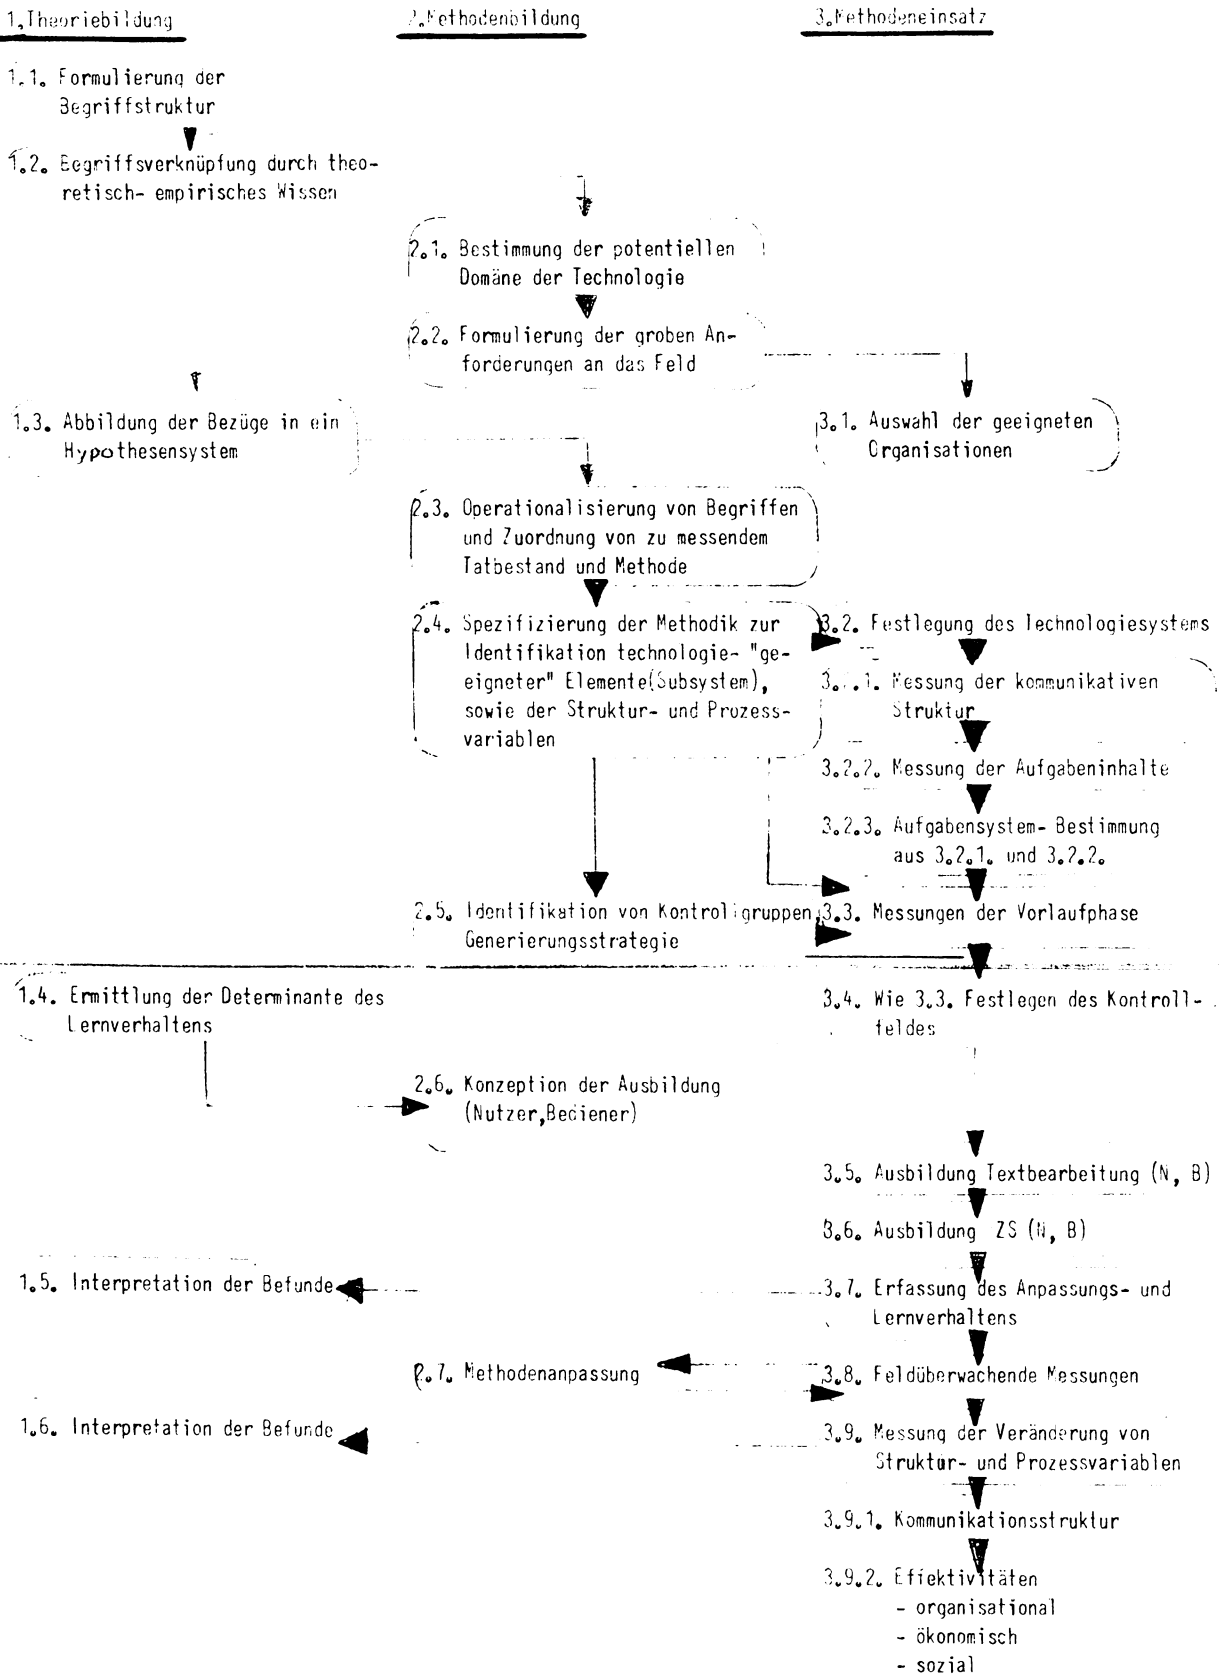 1.Theoriebildung
2.Methodenbildung
3.Methodeneinsatz
1.1. Formulierung der
Begriffstruktur
1.2. Begriffsverknüpfung durch theo-
retisch- empirisches Wissen
2.1. Bestimmung der potentiellen
Domäne der Technologie
2.2. Formulierung der groben An-
forderungen an das Feld
1.3. Abbildung der Bezüge in ein
Hypothesensystem
3.1. Auswahl der geeigneten
Organisationen
2.3. Operationalisierung von Begriffen
und Zuordnung von zu messendem
Tatbestand und Methode
2.4. Spezifizierung der Methodik zur
Identifikation technologie- "ge-
eigneter" Elemente(Subsystem),
sowie der Struktur- und Prozess-
variablen
3.2. Festlegung des Technologiesystems
3.2.1. Messung der kommunikativen
Struktur
3.2.2. Messung der Aufgabeninhalte
3.2.3. Aufgabensystem- Bestimmung
aus 3.2.1. und 3.2.2.
2.5. Identifikation von Kontrollgruppen,
Generierungsstrategie
3.3. Messungen der Vorlaufphase
1.4. Ermittlung der Determinante des
Lernverhaltens
3.4. Wie 3.3. Festlegen des Kontroll-
feldes
2.6. Konzeption der Ausbildung
(Nutzer,Bediener)
3.5. Ausbildung Textbearbeitung (N, B)
3.6. Ausbildung ZS (N, B)
1.5. Interpretation der Befunde
3.7. Erfassung des Anpassungs- und
Lernverhaltens
2.7. Methodenanpassung
3.8. Feldüberwachende Messungen
1.6. Interpretation der Befunde
3.9. Messung der Veränderung von
Struktur- und Prozessvariablen
3.9.1. Kommunikationsstruktur
3.9.2. Effektivitäten
- organisational
- ökonomisch
- sozial